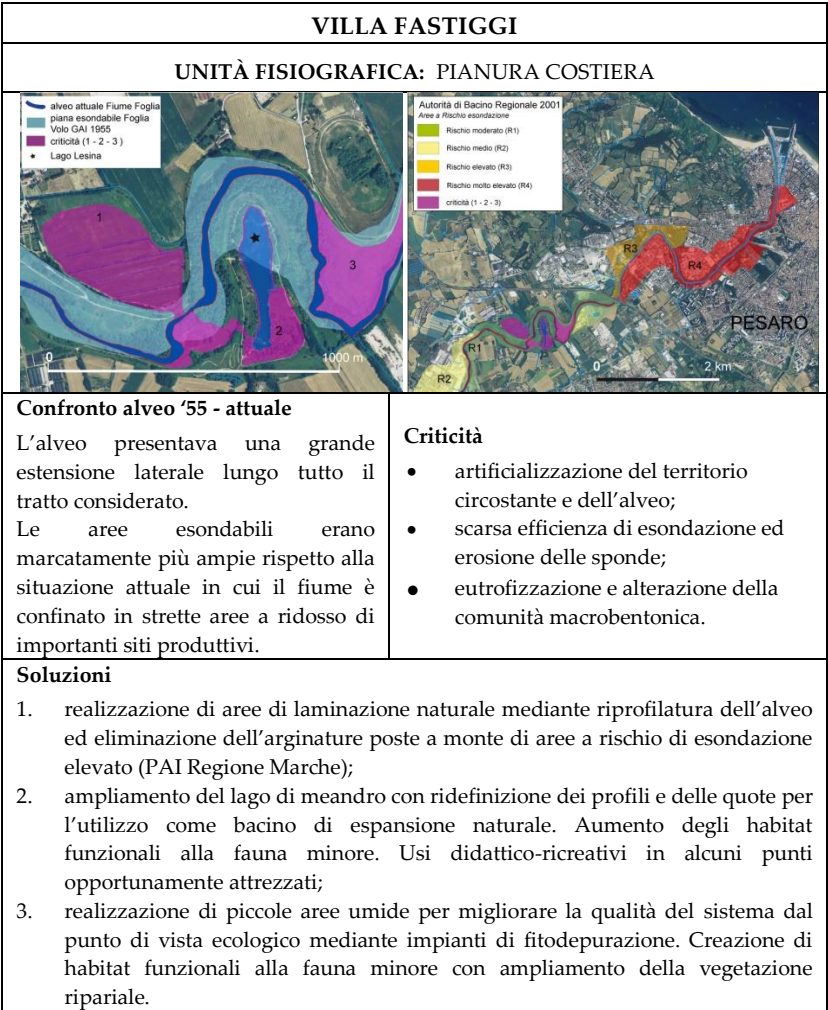 VILLA FASTIGGI
UNITÀ FISIOGRAFICA: PIANURA COSTIERA
alveo attuale Fiume Foglia
piana esondabile Foglia
Volo GAI 1955
criticità (1 - 2 - 3 )
Lago Lesina
1
2
3
0
1000 m
Autorità di Bacino Regionale 2001
Aree a Rischio esondazione
Rischio moderato (R1)
Rischio medio (R2)
Rischio elevato (R3)
Rischio molto elevato (R4)
criticità (1 - 2 - 3)
R3
R4
PESARO
R1
R2
0
2 km
Confronto alveo ‘55 - attuale
L’alveo presentava una grande
estensione laterale lungo tutto il
tratto considerato.
Le aree esondabili erano
marcatamente più ampie rispetto alla
situazione attuale in cui il fiume è
confinato in strette aree a ridosso di
importanti siti produttivi.
Criticità
• artificializzazione del territorio
circostante e dell’alveo;
• scarsa efficienza di esondazione ed
erosione delle sponde;
• eutrofizzazione e alterazione della
comunità macrobentonica.
Soluzioni
1. realizzazione di aree di laminazione naturale mediante riprofilatura dell’alveo
ed eliminazione dell’arginature poste a monte di aree a rischio di esondazione
elevato (PAI Regione Marche);
2. ampliamento del lago di meandro con ridefinizione dei profili e delle quote per
l’utilizzo come bacino di espansione naturale. Aumento degli habitat
funzionali alla fauna minore. Usi didattico-ricreativi in alcuni punti
opportunamente attrezzati;
3. realizzazione di piccole aree umide per migliorare la qualità del sistema dal
punto di vista ecologico mediante impianti di fitodepurazione. Creazione di
habitat funzionali alla fauna minore con ampliamento della vegetazione
ripariale.